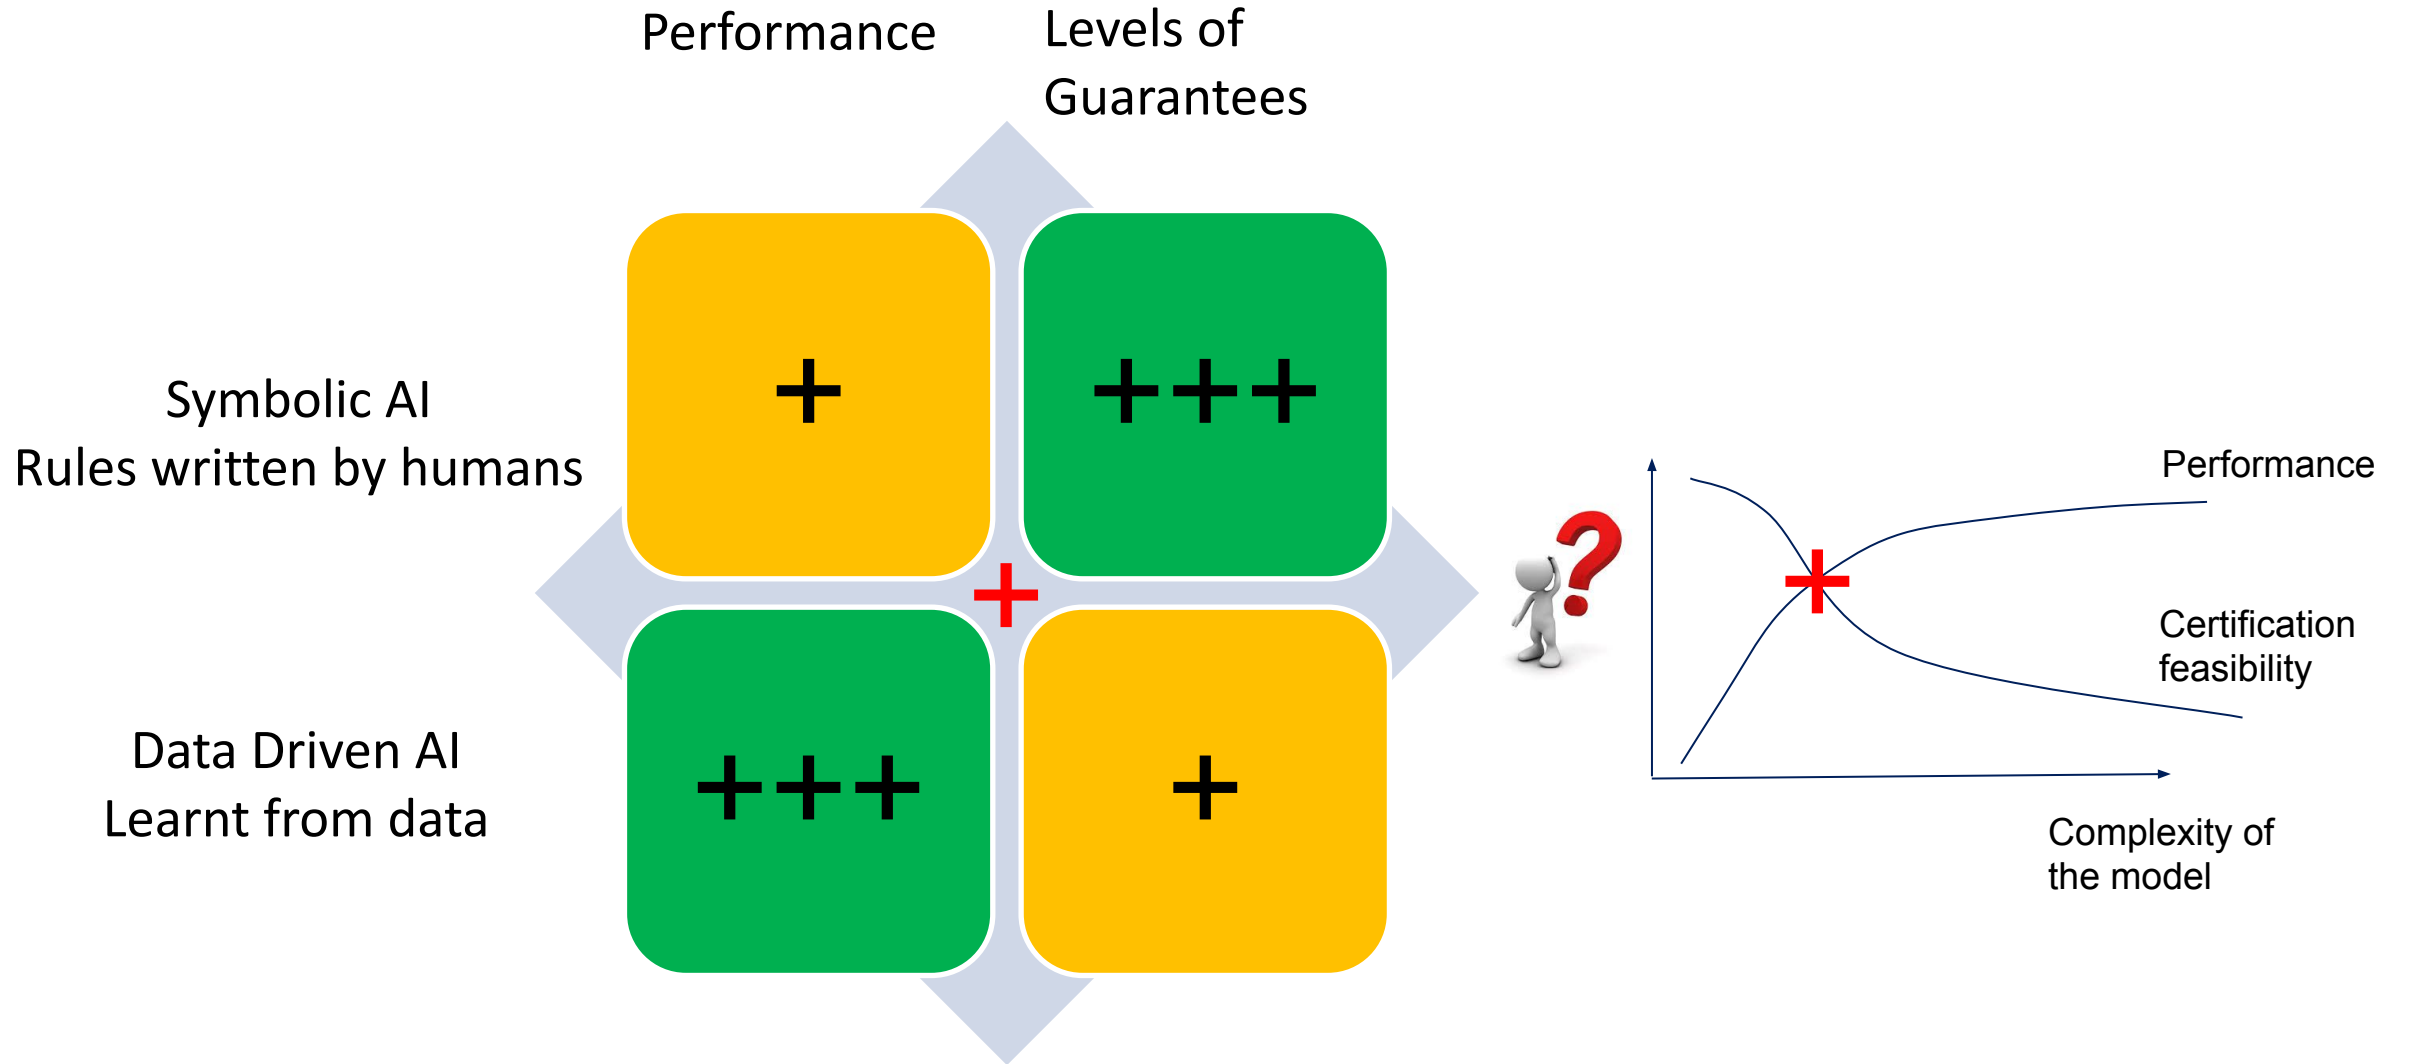 Performance
Levels of
Guarantees
Symbolic AI
Rules written by humans
+
+++
+
Data Driven AI
Learnt from data
+++
+
?
Performance
+
Certification
feasibility
Complexity of
the model